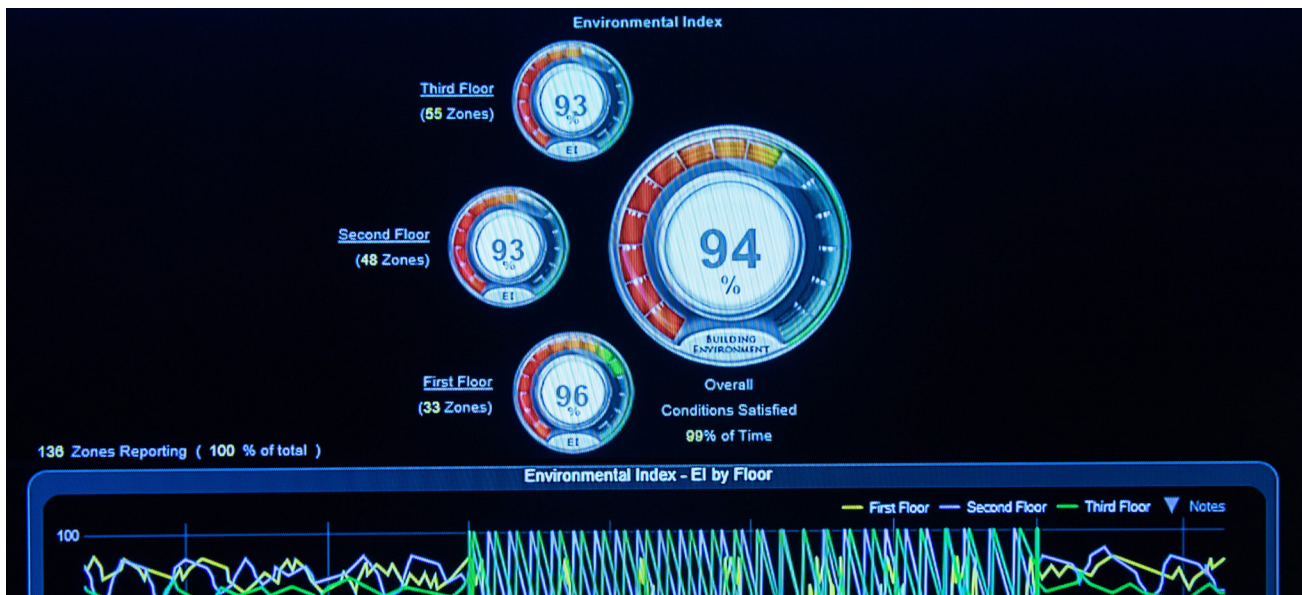 Environmental Index
Third Floor
(55 Zones)
93
%
EI
Second Floor
(48 Zones)
93
%
EI
94
%
BUILDING
ENVIRONMENT
First Floor
(33 Zones)
96
%
EI
Overall
Conditions Satisfied
99% of Time
136 Zones Reporting ( 100 % of total )
Environmental Index - EI by Floor
First Floor Second Floor Third Floor Notes
100